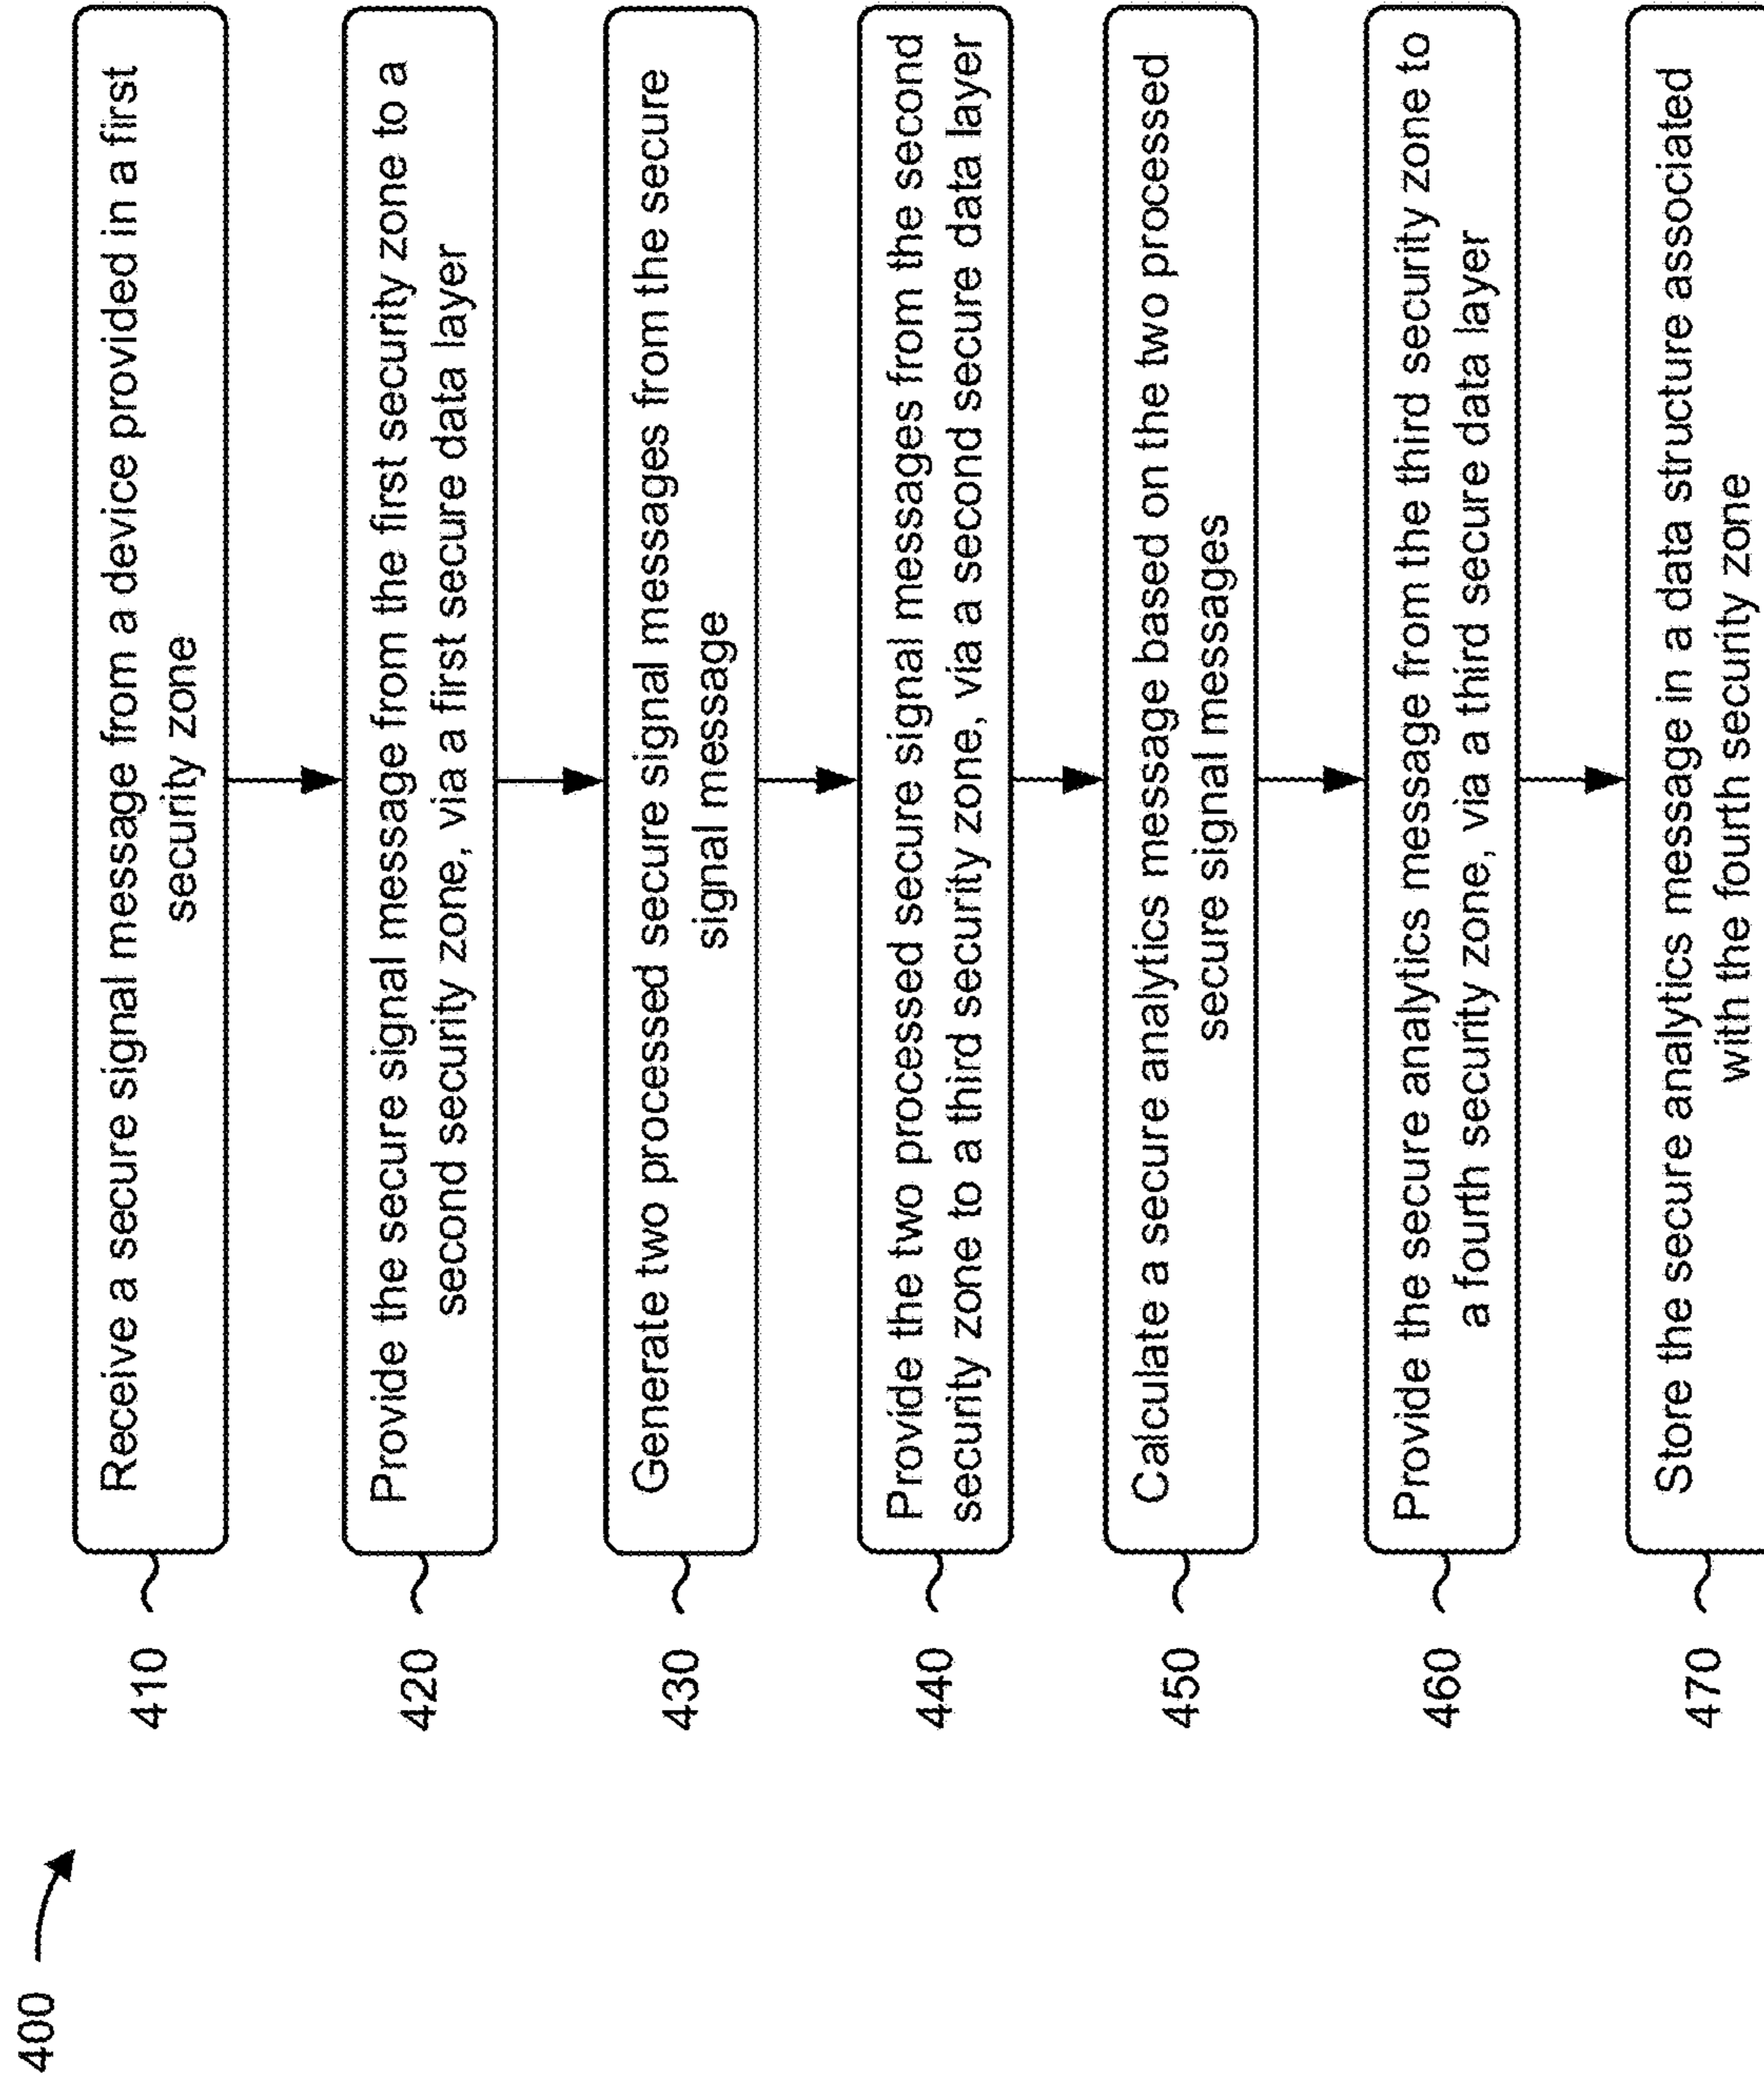 400
410
Receive a secure signal message from a device provided in a first
security zone
420
Provide the secure signal message from the first security zone to a
second security zone, via a first secure data layer
430
Generate two processed secure signal messages from the secure
signal message
440
Provide the two processed secure signal messages from the second
security zone to a third security zone, via a second secure data layer
450
Calculate a secure analytics message based on the two processed
secure signal messages
460
Provide the secure analytics message from the third security zone to
a fourth security zone, via a third secure data layer
470
Store the secure analytics message in a data structure associated
with the fourth security zone